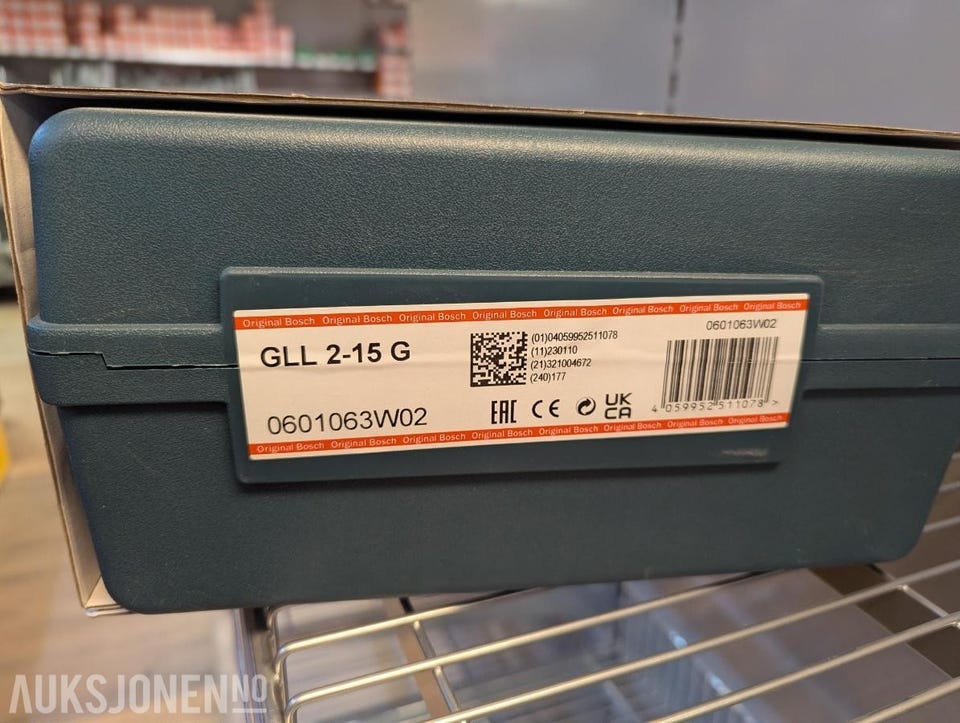 Original Bosch Original Bosch Original Bosch Original Bosch Original Bosch Original Bosch Original Bosch Original Bosch
GLL 2-15 G
(01)04059952511078
(11)230110
(21)321004672
(240)177
0601063W02
4 059952 511078 >
0601063W02
EAC CE UK
CA
Original Bosch Original Bosch Original Bosch Original Bosch Original Bosch Original Bosch Original Bosch Original Bosch
AUKSJONEN.NO